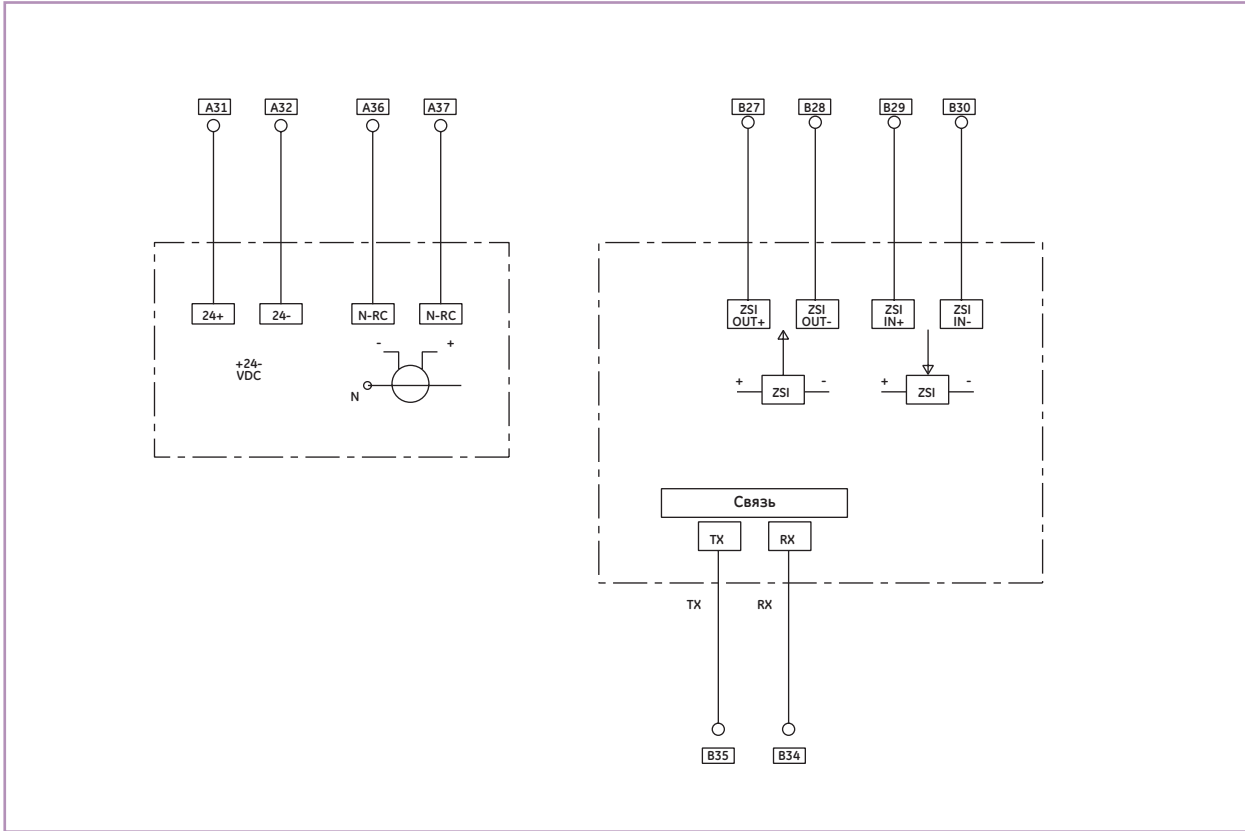 A31 A32 A36 A37 B27 B28 B29 B30
24+ 24- N-RC N-RC
+24-
VDC
- +
N
ZSI
OUT+
ZSI
OUT-
ZSI
IN+
ZSI
IN-
+ ZSI -
+ ZSI -
Связь
TX RX
TX RX
B35 B34